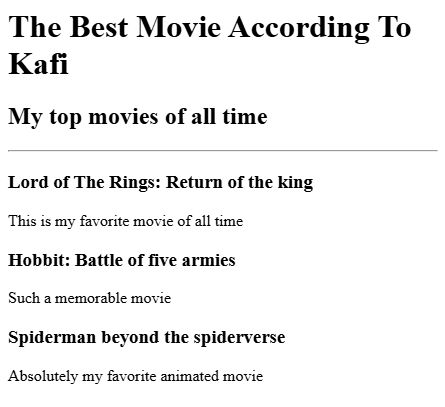 The Best Movie According To
Kafi
My top movies of all time
Lord of The Rings: Return of the king
This is my favorite movie of all time
Hobbit: Battle of five armies
Such a memorable movie
Spiderman beyond the spiderverse
Absolutely my favorite animated movie